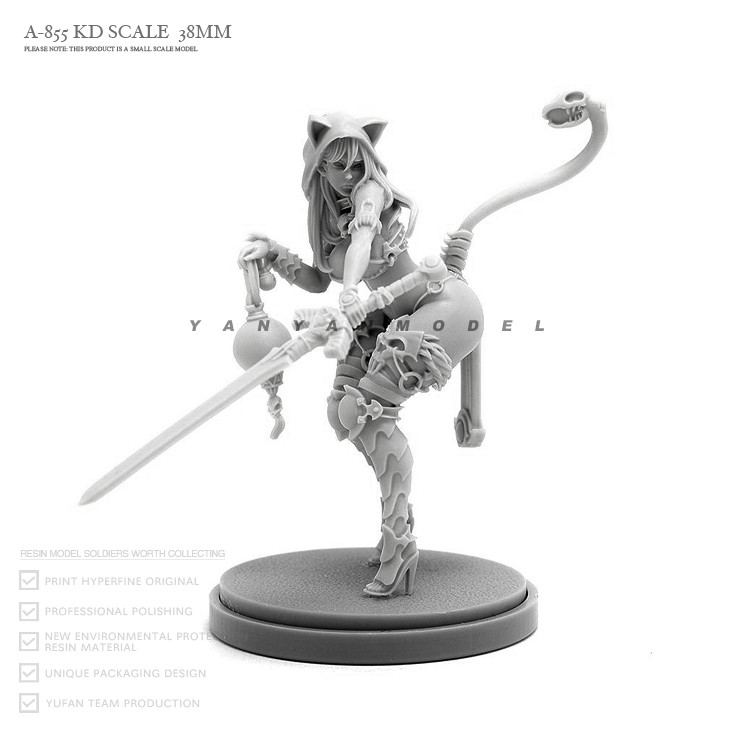 A-855 KD SCALE 38MM
PLEASE NOTE: THIS PRODUCT IS A SMALL SCALE MODEL
YANYANMODEL
RESIN MODEL SOLDIERS WORTH COLLECTING
PRINT HYPERFINE ORIGINAL
PROFESSIONAL POLISHING
NEW ENVIRONMENTAL PROTE
RESIN MATERIAL
UNIQUE PACKAGING DESIGN
YUFAN TEAM PRODUCTION